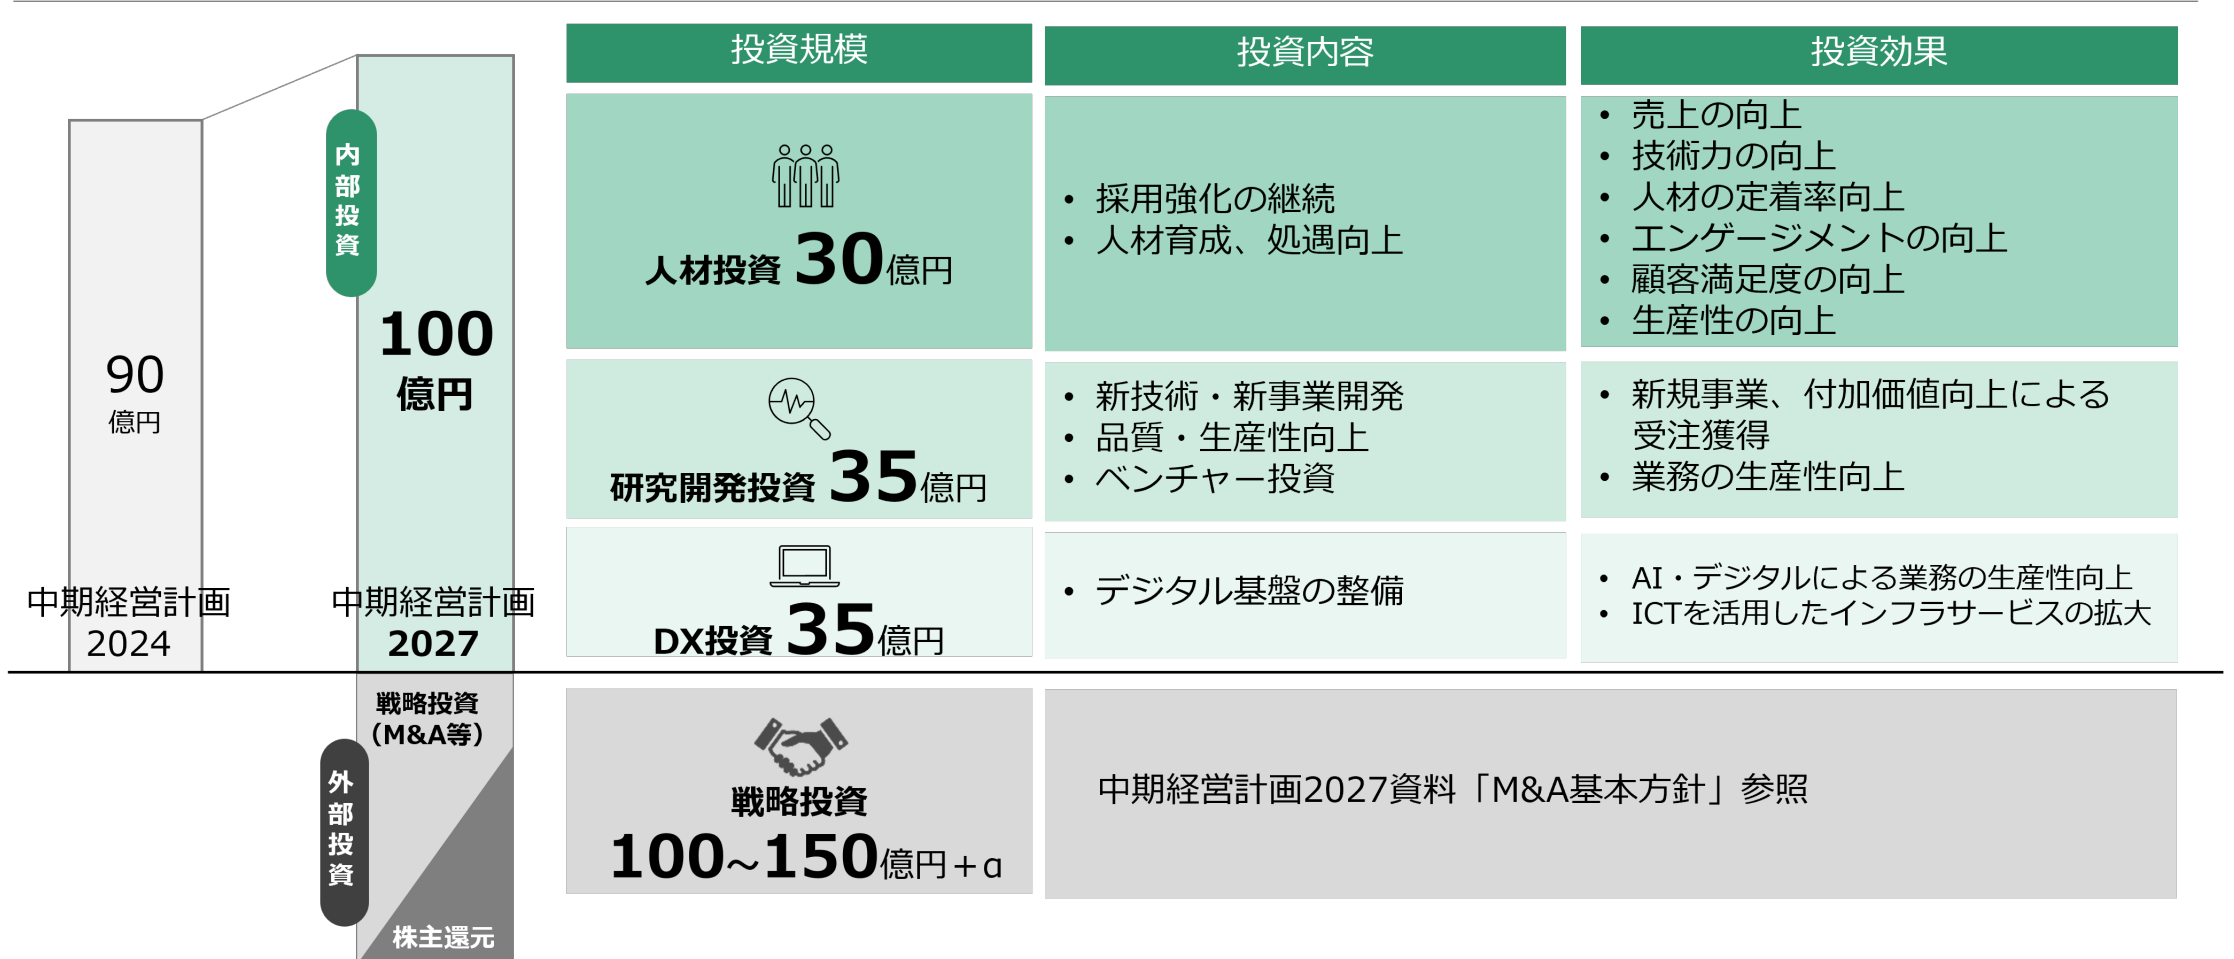 投資規模
投資内容
投資効果
90
億円
中期経営計画
2024
内部投資
100
億円
中期経営計画
2027
人材投資 30億円
• 採用強化の継続
• 人材育成、処遇向上
• 売上の向上
• 技術力の向上
• 人材の定着率向上
• エンゲージメントの向上
• 顧客満足度の向上
• 生産性の向上
研究開発投資 35億円
• 新技術・新事業開発
• 品質・生産性向上
• ベンチャー投資
• 新規事業、付加価値向上による
受注獲得
• 業務の生産性向上
DX投資 35億円
• デジタル基盤の整備
• AI・デジタルによる業務の生産性向上
• ICTを活用したインフラサービスの拡大
戦略投資
（M&A等）
外部投資
株主還元
戦略投資
100～150億円＋α
中期経営計画2027資料「M&A基本方針」参照